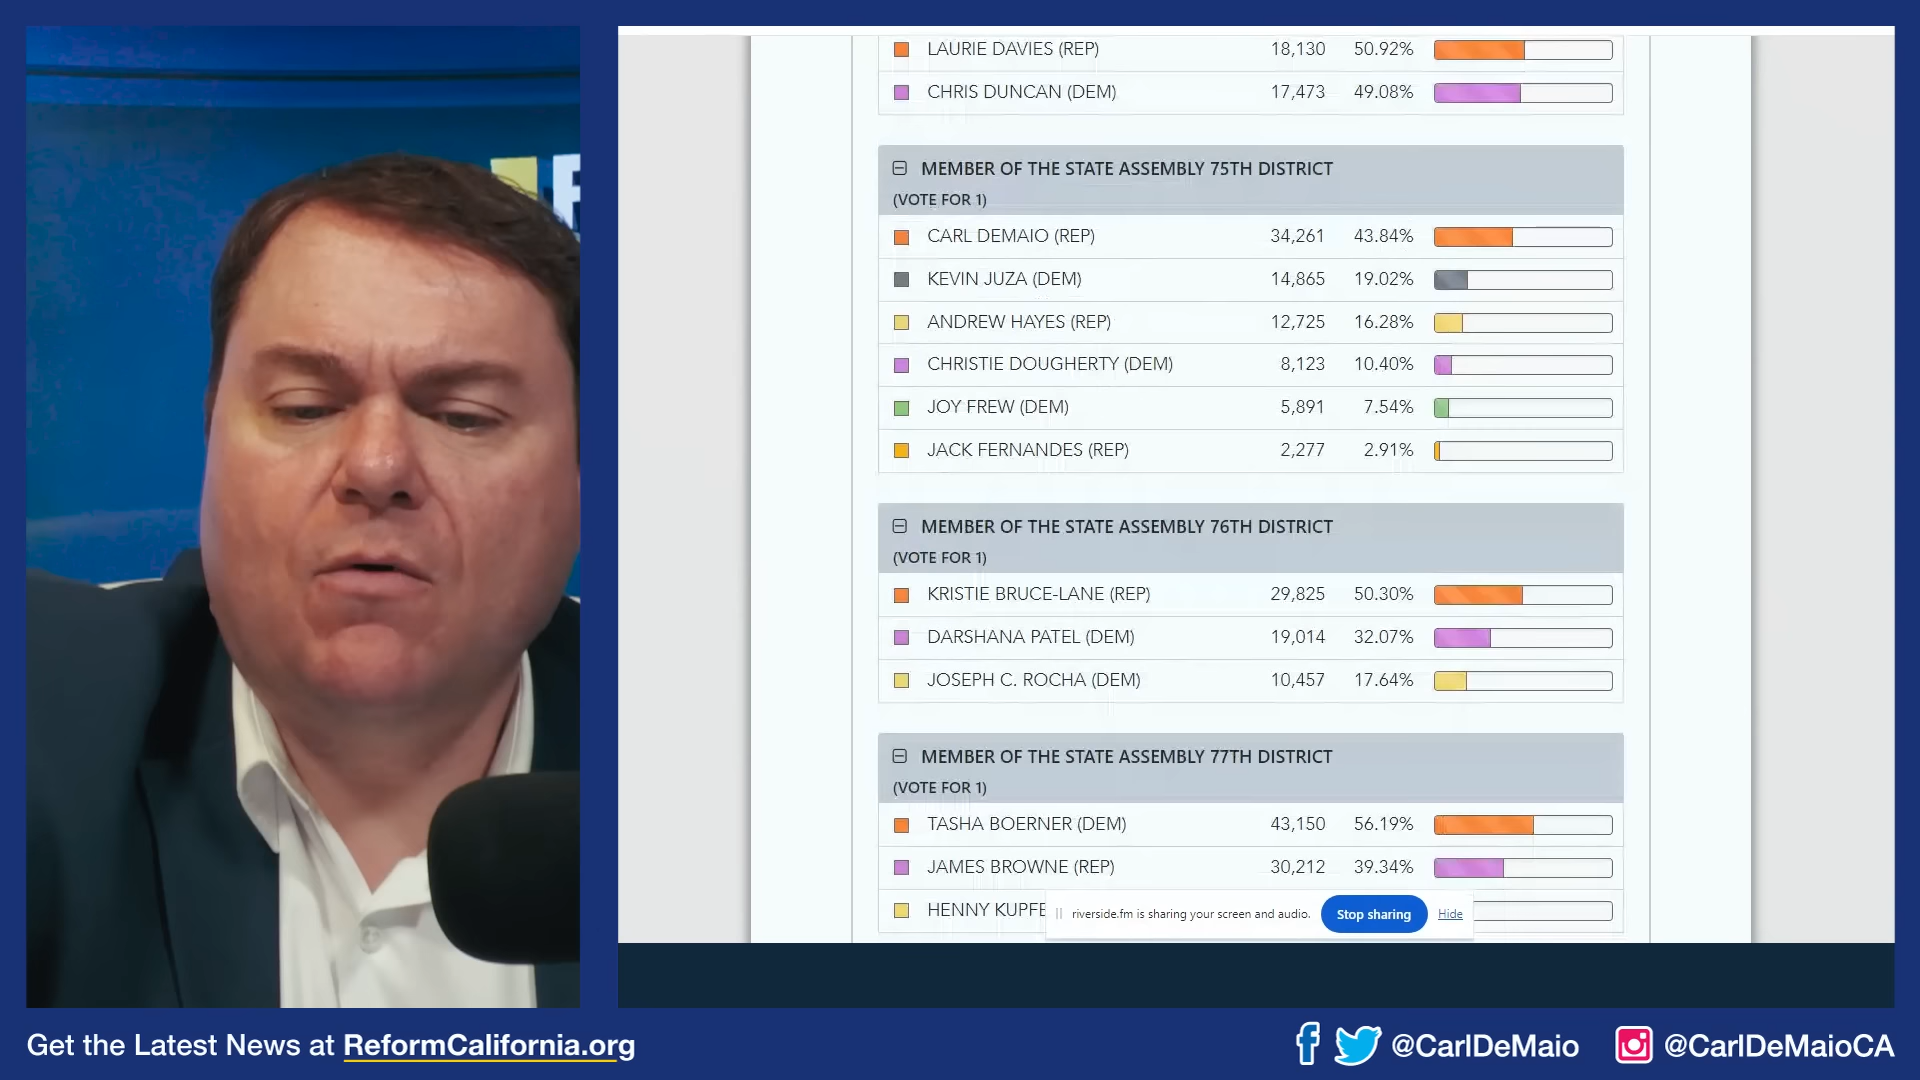 LAURIE DAVIES (REP) 18,130 50.92%
CHRIS DUNCAN (DEM) 17,473 49.08%
MEMBER OF THE STATE ASSEMBLY 75TH DISTRICT
(VOTE FOR 1)
CARL DEMAIO (REP) 34,261 43.84%
KEVIN JUZA (DEM) 14,865 19.02%
ANDREW HAYES (REP) 12,725 16.28%
CHRISTIE DOUGHERTY (DEM) 8,123 10.40%
JOY FREW (DEM) 5,891 7.54%
JACK FERNANDES (REP) 2,277 2.91%
MEMBER OF THE STATE ASSEMBLY 76TH DISTRICT
(VOTE FOR 1)
KRISTIE BRUCE-LANE (REP) 29,825 50.30%
DARSHANA PATEL (DEM) 19,014 32.07%
JOSEPH C. ROCHA (DEM) 10,457 17.64%
MEMBER OF THE STATE ASSEMBLY 77TH DISTRICT
(VOTE FOR 1)
TASHA BOERNER (DEM) 43,150 56.19%
JAMES BROWNE (REP) 30,212 39.34%
HENNY
riverside.fm is sharing your screen and audio. Stop sharing Hide
Get the Latest News at ReformCalifornia.org
@CarlDeMaio @CarlDeMaioCA